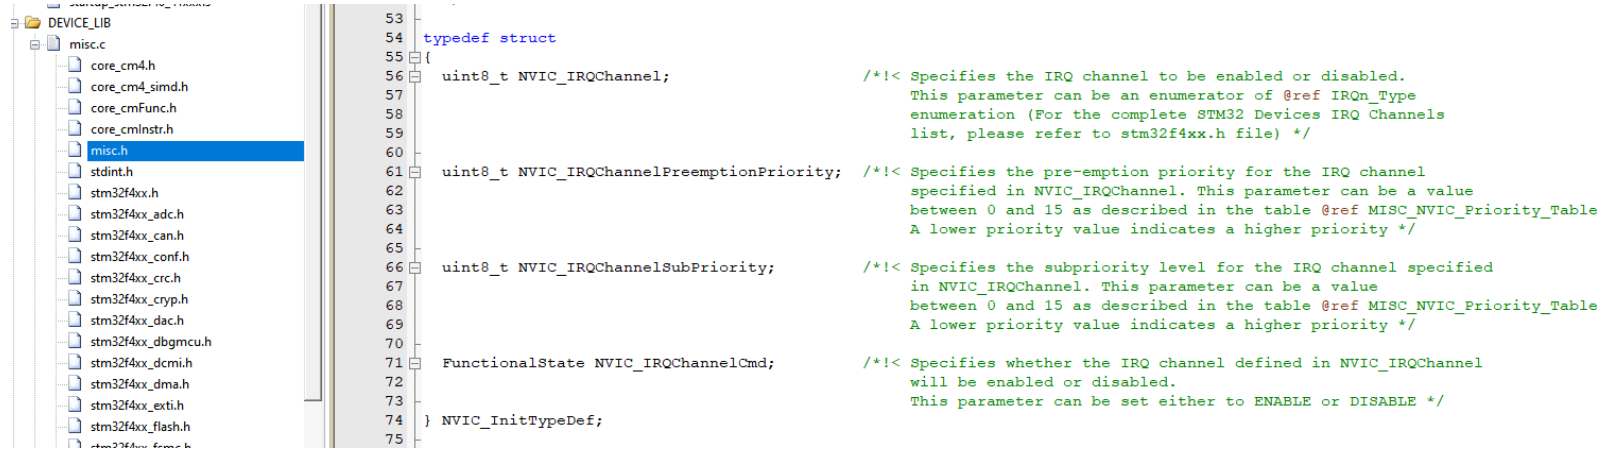 DEVICE_LIB
misc.c
core_cm4.h
core_cm4_simd.h
core_cmFunc.h
core_cmInstr.h
misc.h
stdint.h
stm32f4xx.h
stm32f4xx_adc.h
stm32f4xx_can.h
stm32f4xx_conf.h
stm32f4xx_crc.h
stm32f4xx_cryp.h
stm32f4xx_dac.h
stm32f4xx_dbgmcu.h
stm32f4xx_dcmi.h
stm32f4xx_dma.h
stm32f4xx_exti.h
stm32f4xx_flash.h
stm32f4xx_fsmc.h
53
54 typedef struct
55 {
56 uint8_t NVIC_IRQChannel; /*!< Specifies the IRQ channel to be enabled or disabled.
57 This parameter can be an enumerator of @ref IRQn_Type
58 enumeration (For the complete STM32 Devices IRQ Channels
59 list, please refer to stm32f4xx.h file) */
60
61 uint8_t NVIC_IRQChannelPreemptionPriority; /*!< Specifies the pre-emption priority for the IRQ channel
62 specified in NVIC_IRQChannel. This parameter can be a value
63 between 0 and 15 as described in the table @ref MISC_NVIC_Priority_Table
64 A lower priority value indicates a higher priority */
65
66 uint8_t NVIC_IRQChannelSubPriority; /*!< Specifies the subpriority level for the IRQ channel specified
67 in NVIC_IRQChannel. This parameter can be a value
68 between 0 and 15 as described in the table @ref MISC_NVIC_Priority_Table
69 A lower priority value indicates a higher priority */
70
71 FunctionalState NVIC_IRQChannelCmd; /*!< Specifies whether the IRQ channel defined in NVIC_IRQChannel
72 will be enabled or disabled.
73 This parameter can be set either to ENABLE or DISABLE */
74 } NVIC_InitTypeDef;
75